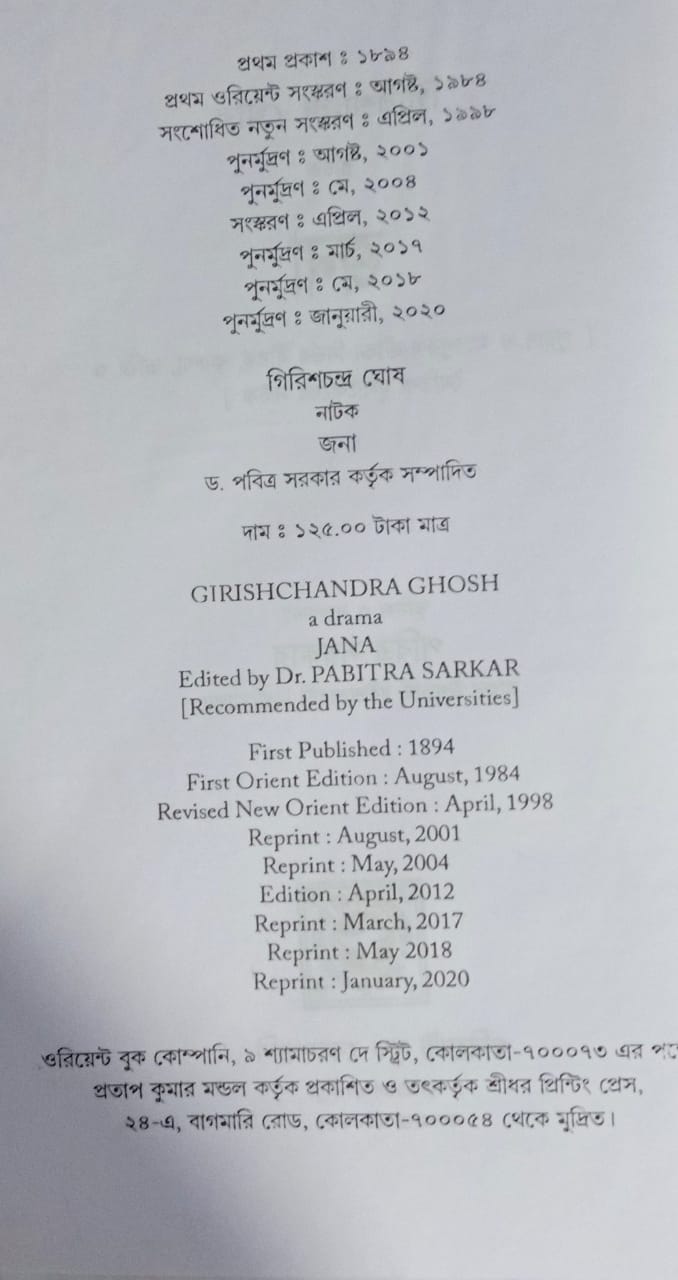 প্রথম প্রকাশ : ১৮৯৪
প্রথম ওরিয়েন্ট সংস্করণ : আগষ্ট, ১৯৮৪
সংশোধিত নতুন সংস্করণ : এপ্রিল, ১৯৯৮
পুনর্মুদ্রণ : আগষ্ট, ২০০১
পুনর্মুদ্রণ : মে, ২০০৪
সংস্করণ : এপ্রিল, ২০১২
পুনর্মুদ্রণ : মার্চ, ২০১৭
পুনর্মুদ্রণ : মে, ২০১৮
পুনর্মুদ্রণ : জানুয়ারী, ২০২০
গিরিশচন্দ্র ঘোষ
নাটক
জনা
ড. পবিত্র সরকার কর্তৃক সম্পাদিত
দাম : ১২৫.০০ টাকা মাত্র
GIRISHCHANDRA GHOSH
a drama
JANA
Edited by Dr. PABITRA SARKAR
[Recommended by the Universities]
First Published : 1894
First Orient Edition : August, 1984
Revised New Orient Edition : April, 1998
Reprint : August, 2001
Reprint : May, 2004
Edition : April, 2012
Reprint : March, 2017
Reprint : May 2018
Reprint : January, 2020
ওরিয়েন্ট বুক কোম্পানি, ৯ শ্যামাচরণ দে স্ট্রিট, কোলকাতা-৭০০০৭৩ এর
প্রতাপ কুমার মন্ডল কর্তৃক প্রকাশিত ও তৎকর্তৃক শ্রীধর প্রিন্টিং প্রেস,
২৪-এ, বাগমারি রোড, কোলকাতা-৭০০০৫৪ থেকে মুদ্রিত।